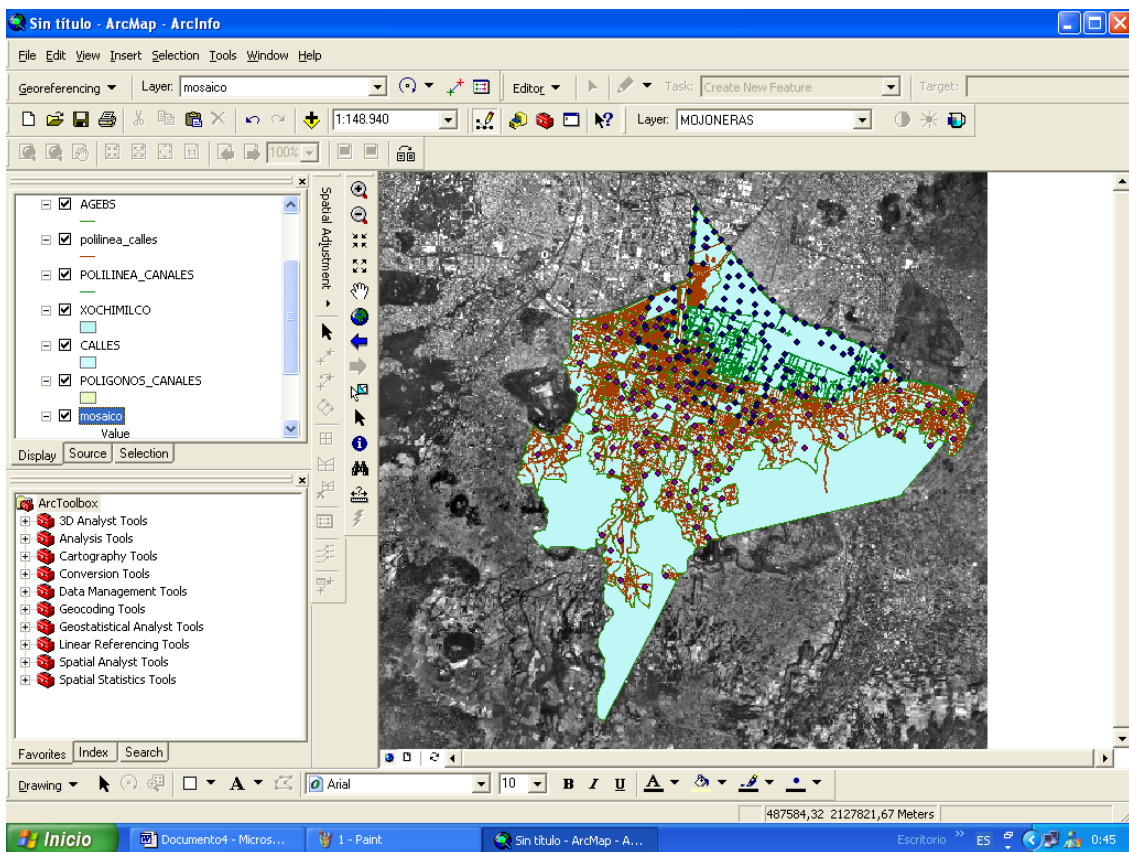 Sin título - ArcMap - ArcInfo
File Edit View Insert Selection Tools Window Help
Georeferencing Layer: mosaico Editor Task: Create New Feature Target:
1:148.940 Layer: MOJONERAS
1:1 100%
AGEBS
polilinea_calles
POLILINEA_CANALES
XOCHIMILCO
CALLES
POLIGONOS_CANALES
mosaico
Value
Display Source Selection
Spatial Adjustment
ArcToolbox
3D Analyst Tools
Analysis Tools
Cartography Tools
Conversion Tools
Data Management Tools
Geocoding Tools
Geostatistical Analyst Tools
Linear Referencing Tools
Spatial Analyst Tools
Spatial Statistics Tools
Favorites Index Search
Drawing A Arial 10 B I U A
487584,32 2127821,67 Meters
Inicio Documento4 - Micros... 1 - Paint Sin título - ArcMap - A... Escritorio » ES 0:45